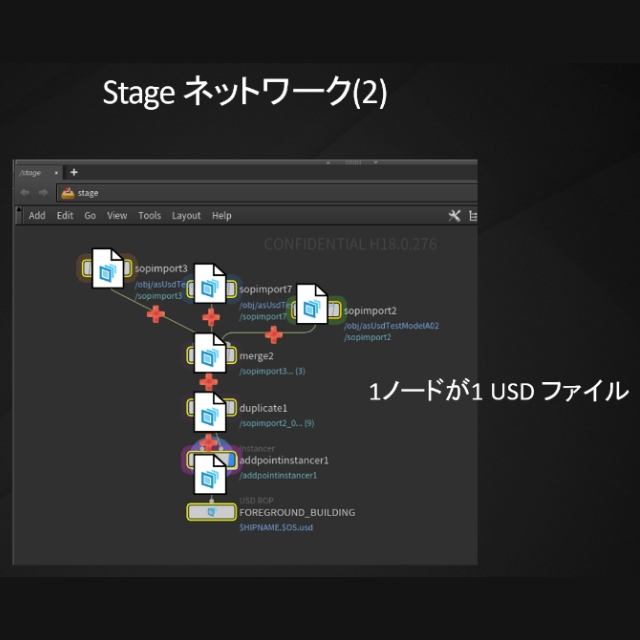 Stage ネットワーク(2)
/stage × +
stage
Add Edit Go View Tools Layout Help
CONFIDENTIAL H18.0.276
sopimport3
/obj/asUsdTe
/sopimport3
sopimport7
/obj/asUsdTe
/sopimport7
sopimport2
/obj/asUsdTestModelA02
/sopimport2
merge2
/sopimport3... (3)
1ノードが1 USD ファイル
duplicate1
/sopimport2_0... (9)
instancer
addpointinstancer1
/addpointinstancer1
USD ROP
FOREGROUND_BUILDING
$HIPNAME.$OS.usd